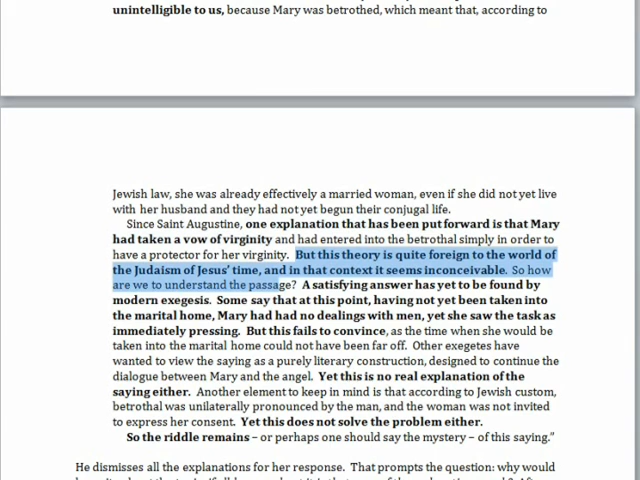 unintelligible to us, because Mary was betrothed, which meant that, according to
Jewish law, she was already effectively a married woman, even if she did not yet live
with her husband and they had not yet begun their conjugal life.
Since Saint Augustine, one explanation that has been put forward is that Mary
had taken a vow of virginity and had entered into the betrothal simply in order to
have a protector for her virginity.  But this theory is quite foreign to the world of
the Judaism of Jesus’ time, and in that context it seems inconceivable.  So how
are we to understand the passage?  A satisfying answer has yet to be found by
modern exegesis.  Some say that at this point, having not yet been taken into
the marital home, Mary had had no dealings with men, yet she saw the task as
immediately pressing.  But this fails to convince, as the time when she would be
taken into the marital home could not have been far off.  Other exegetes have
wanted to view the saying as a purely literary construction, designed to continue the
dialogue between Mary and the angel.  Yet this is no real explanation of the
saying either.  Another element to keep in mind is that according to Jewish custom,
betrothal was unilaterally pronounced by the man, and the woman was not invited
to express her consent.  Yet this does not solve the problem either.
So the riddle remains – or perhaps one should say the mystery – of this saying.”
He dismisses all the explanations for her response.  That prompts the question: why would